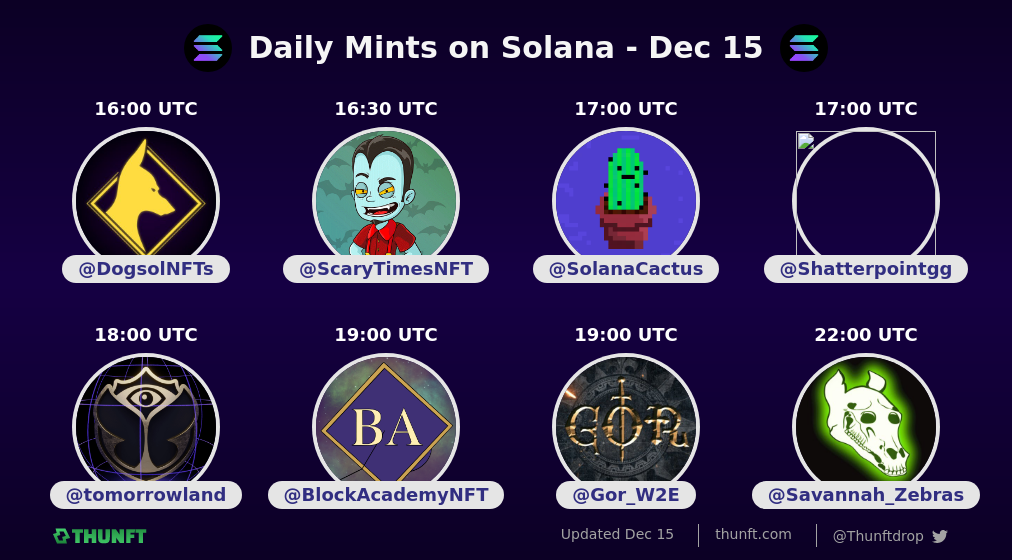 Daily Mints on Solana - Dec 15
16:00 UTC
@DogsolNFTs
16:30 UTC
@ScaryTimesNFT
17:00 UTC
@SolanaCactus
17:00 UTC
@Shatterpointgg
18:00 UTC
@tomorrowland
19:00 UTC
BA
@BlockAcademyNFT
19:00 UTC
GOR
@Gor_W2E
22:00 UTC
@Savannah_Zebras
THUNFT
Updated Dec 15
thunft.com
@Thunftdrop